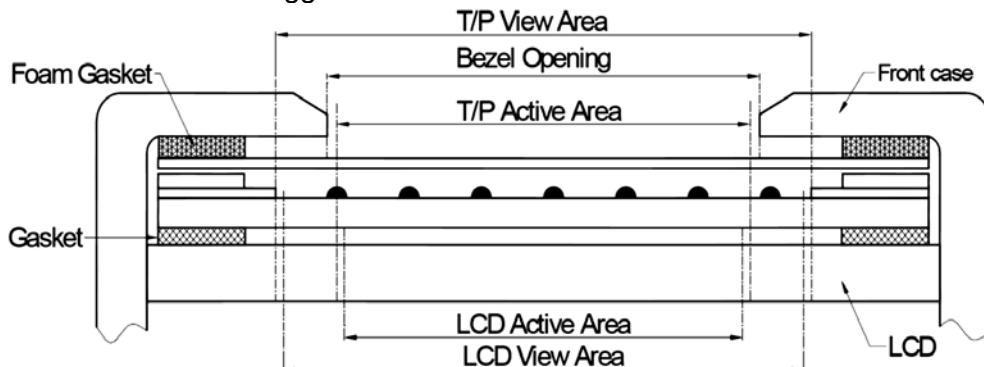 T/P View Area
Bezel Opening
Foam Gasket
Front case
T/P Active Area
Gasket
LCD Active Area
LCD
LCD View Area